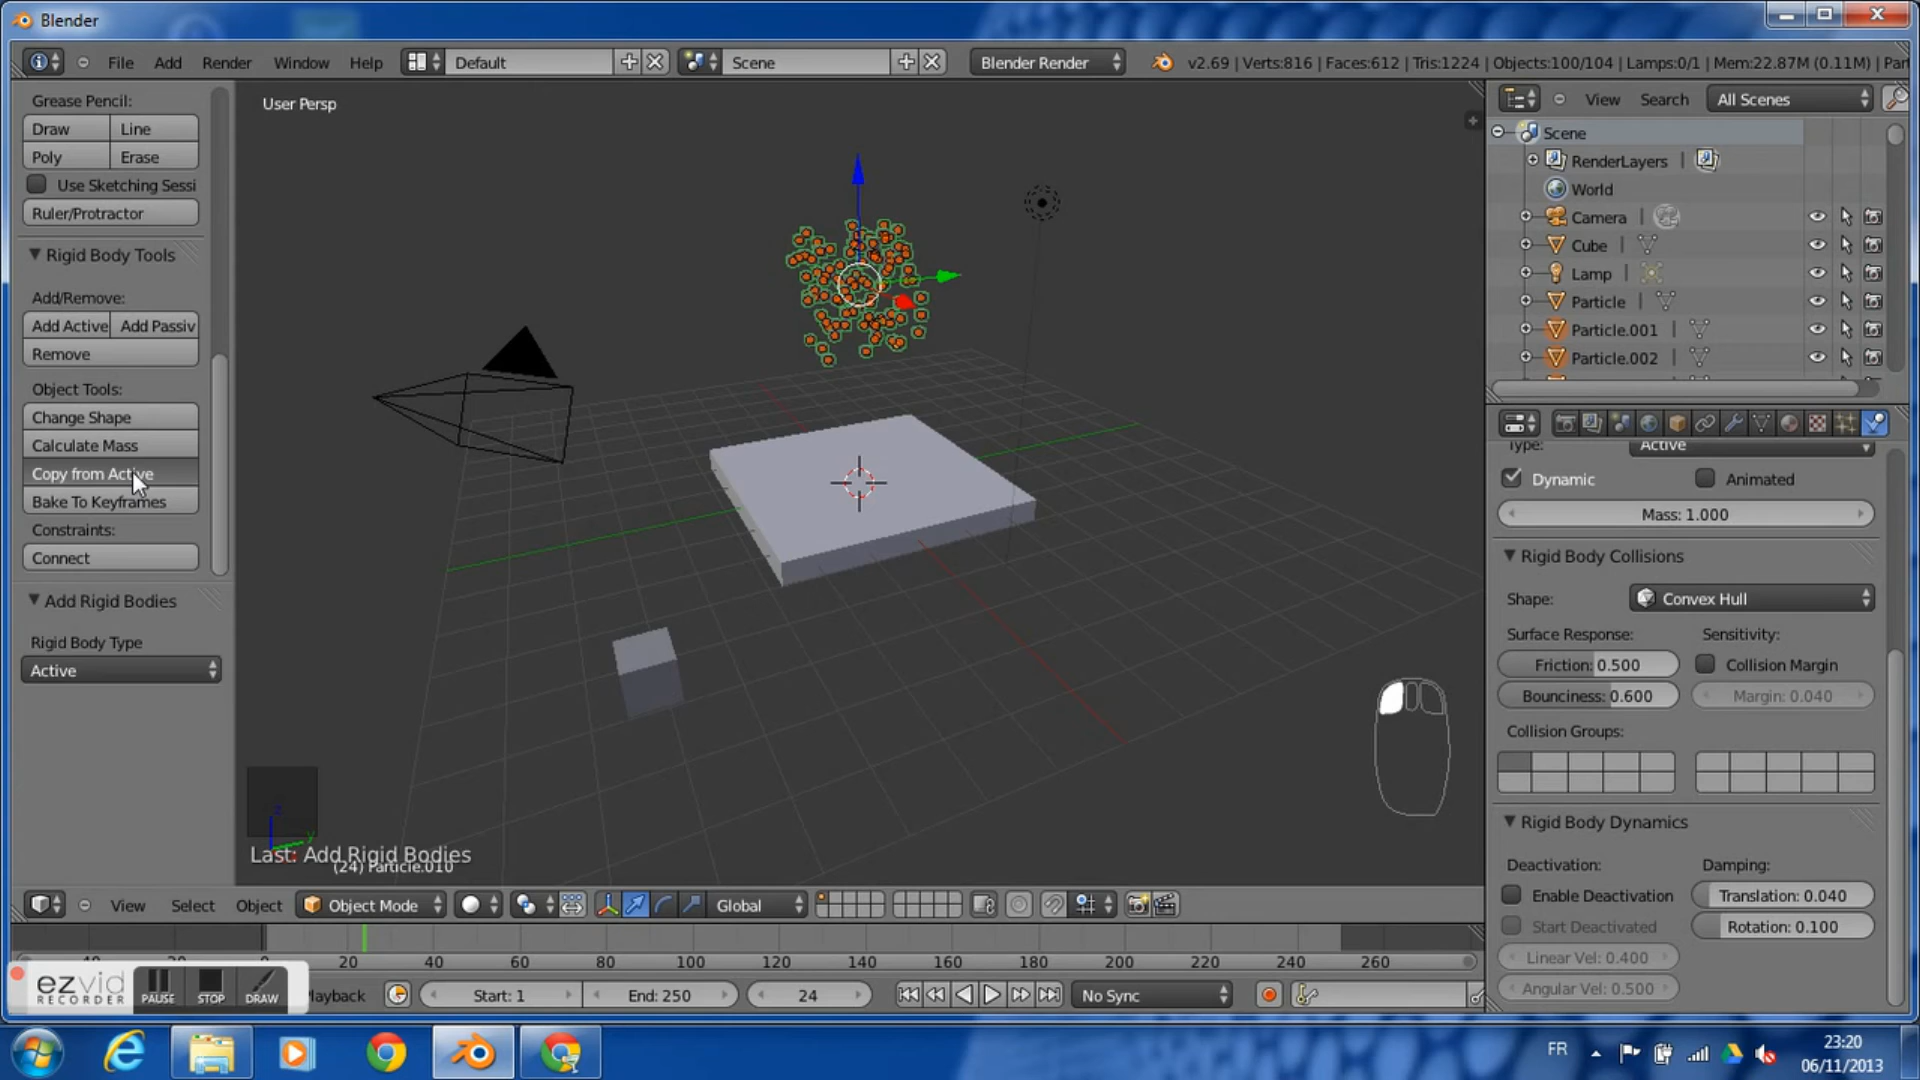 Blender
File Add Render Window Help Default Scene Blender Render v2.69 | Verts:816 | Faces:612 | Tris:1224 | Objects:100/104 | Lamps:0/1 | Mem:22.87M (0.11M) | Part
Grease Pencil:
Draw Line
Poly Erase
Use Sketching Sessi
Ruler/Protractor
Rigid Body Tools
Add/Remove:
Add Active Add Passiv
Remove
Object Tools:
Change Shape
Calculate Mass
Copy from Active
Bake To Keyframes
Constraints:
Connect
Add Rigid Bodies
Rigid Body Type
Active
User Persp
Last: Add Rigid Bodies
(24) Particle.010
View Search All Scenes
Scene
RenderLayers
World
Camera
Cube
Lamp
Particle
Particle.001
Particle.002
Type: Active
Dynamic Animated
Mass: 1.000
Rigid Body Collisions
Shape: Convex Hull
Surface Response: Sensitivity:
Friction: 0.500 Collision Margin
Bounciness: 0.600 Margin: 0.040
Collision Groups:
Rigid Body Dynamics
Deactivation: Damping:
Enable Deactivation Translation: 0.040
Start Deactivated Rotation: 0.100
Linear Vel: 0.400
Angular Vel: 0.500
View Select Object Object Mode Global
20 40 60 80 100 120 140 160 180 200 220 240 260
ezvid
RECORDER
PAUSE STOP DRAW
Playback Start: 1 End: 250 24 No Sync
FR
23:20
06/11/2013